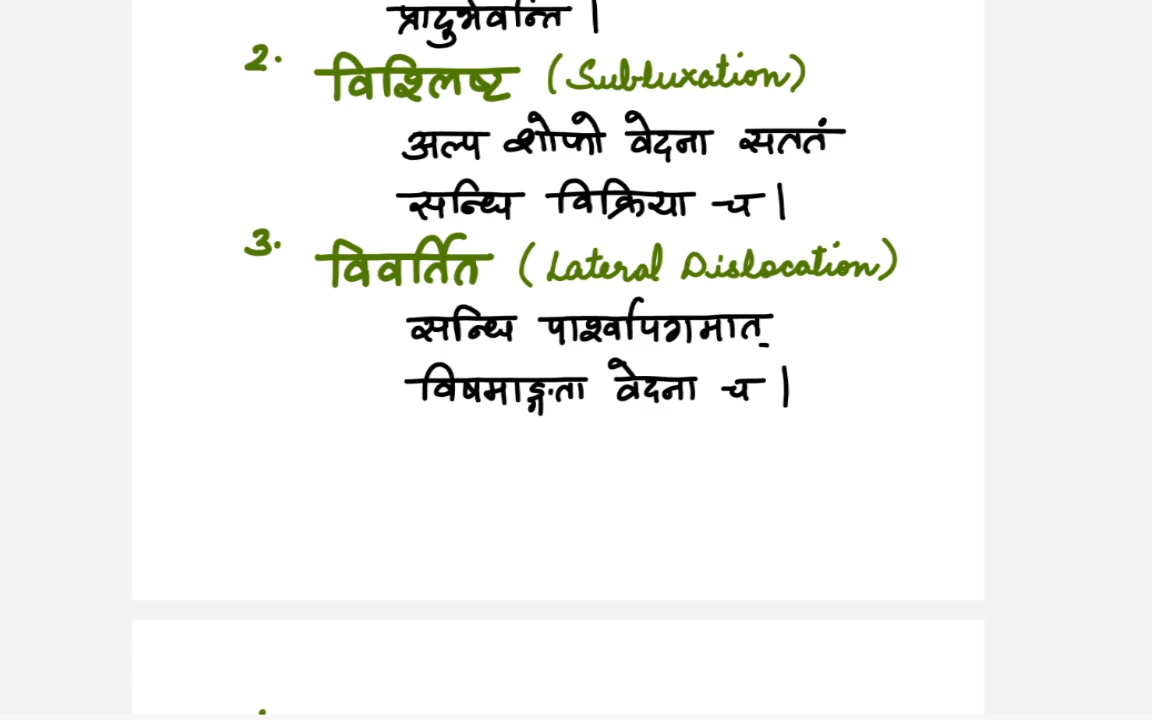 प्रादुर्भवन्ति।
2. विश्लिष्ट (Subluxation)
अल्प शोफो वेदना सततं
सन्धि विक्रिया च।
3. विवर्तित (Lateral Dislocation)
सन्धि पार्श्वापगमात्
विषमाङ्गता वेदना च।